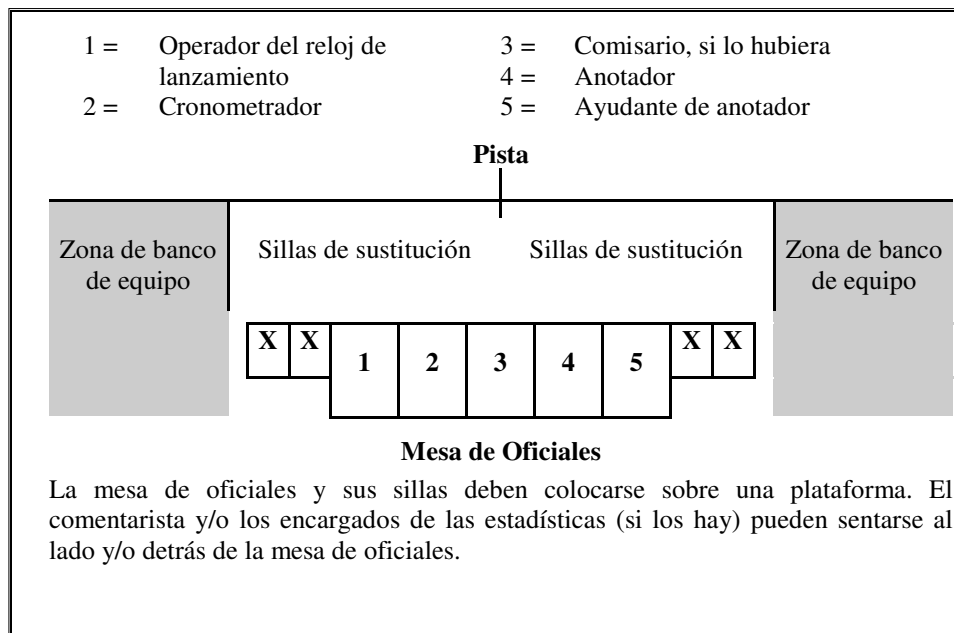 1 = Operador del reloj de 3 = Comisario, si lo hubiera
lanzamiento 4 = Anotador
2 = Cronometrador 5 = Ayudante de anotador
Pista
Zona de banco Sillas de sustitución Sillas de sustitución Zona de banco
de equipo de equipo
X X 1 2 3 4 5 X X
Mesa de Oficiales
La mesa de oficiales y sus sillas deben colocarse sobre una plataforma. El
comentarista y/o los encargados de las estadísticas (si los hay) pueden sentarse al
lado y/o detrás de la mesa de oficiales.